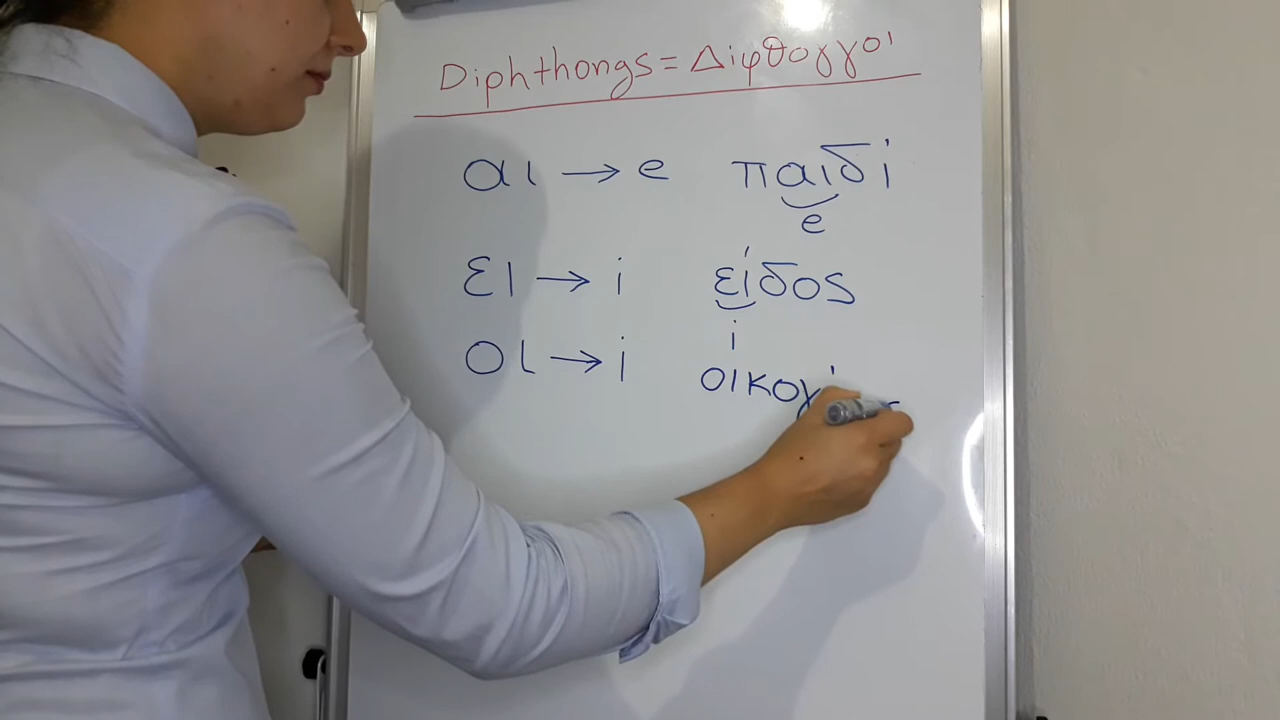 Diphthongs = Δίφθογγοι
αι → e παιδί
e
ει → i είδος
i
οι → i